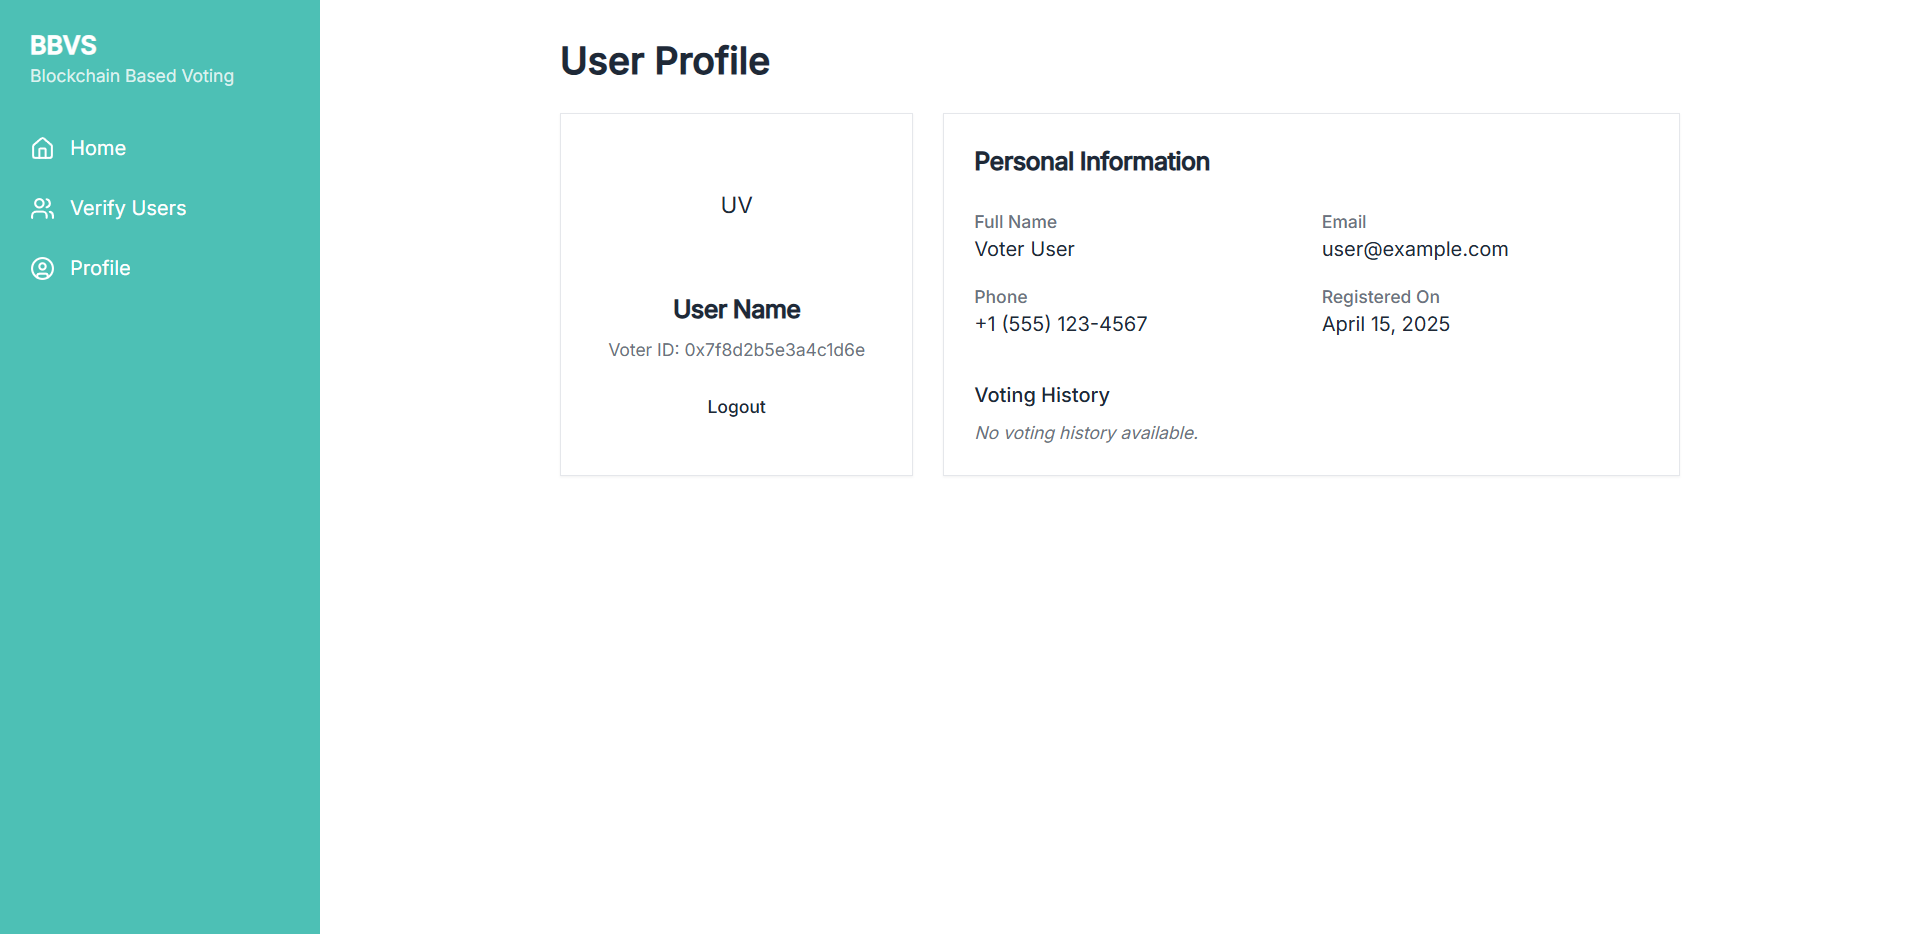 BBVS
Blockchain Based Voting
Home
Verify Users
Profile
User Profile
UV
User Name
Voter ID: 0x7f8d2b5e3a4c1d6e
Logout
Personal Information
Full Name
Voter User
Email
user@example.com
Phone
+1 (555) 123-4567
Registered On
April 15, 2025
Voting History
No voting history available.